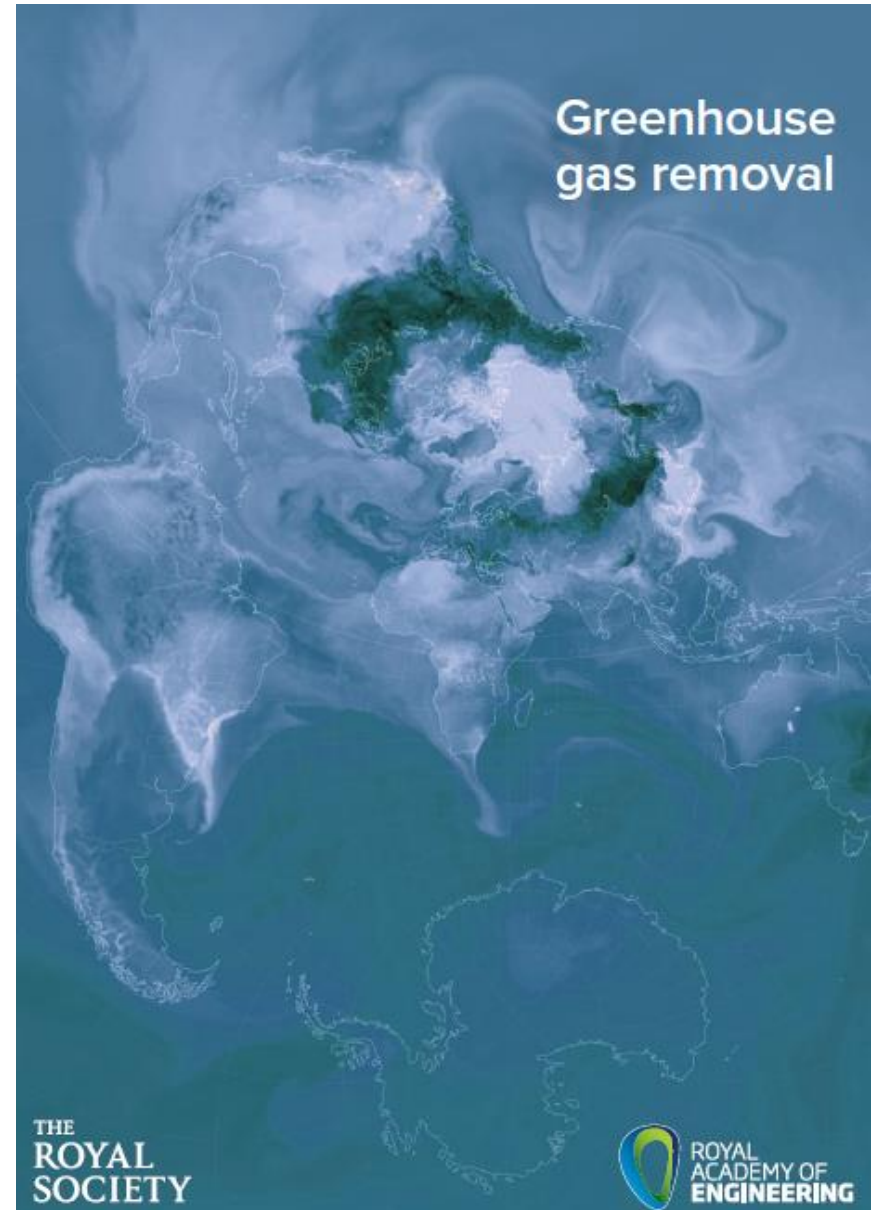 Greenhouse
gas removal
THE
ROYAL
SOCIETY
ROYAL
ACADEMY OF
ENGINEERING